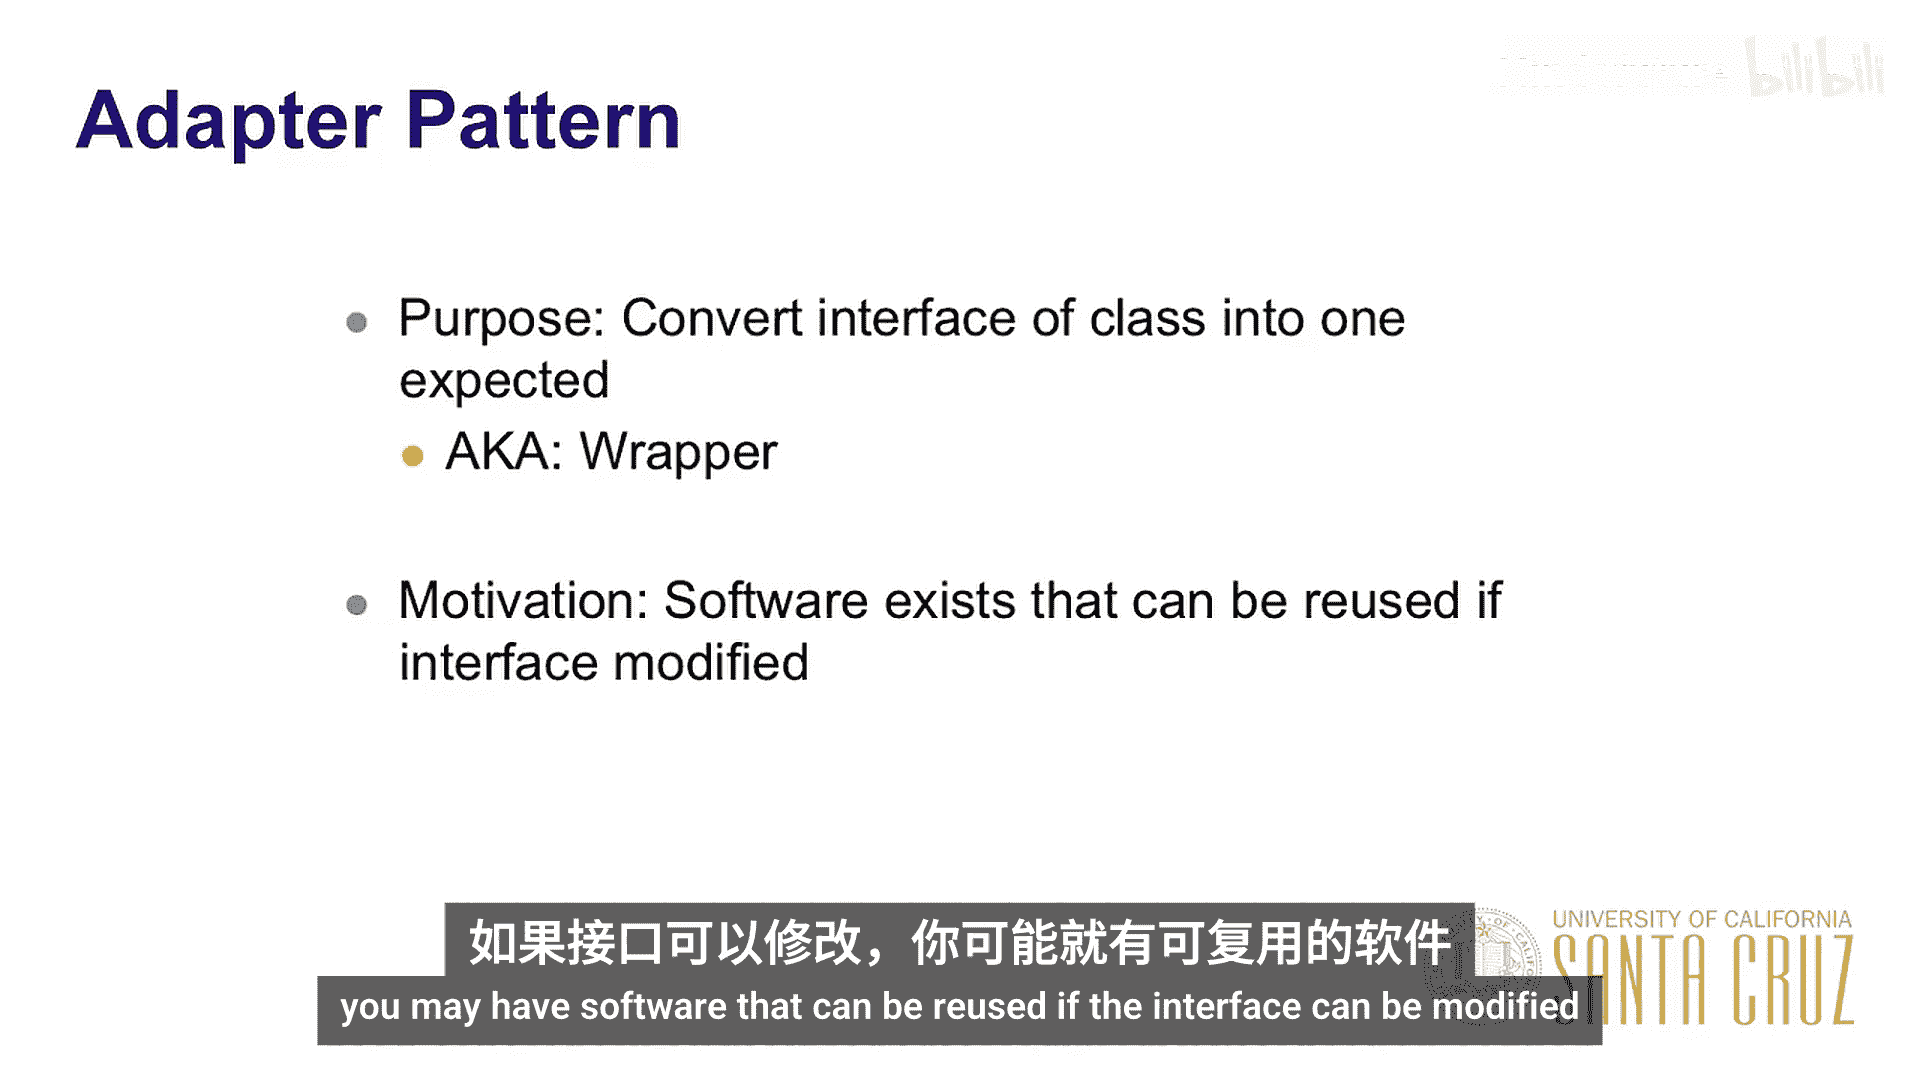 bilibili
Adapter Pattern
Purpose: Convert interface of class into one
expected
AKA: Wrapper
Motivation: Software exists that can be reused if
interface modified
如果接口可以修改，你可能就有可复用的软件
you may have software that can be reused if the interface can be modified
UNIVERSITY OF CALIFORNIA
SANTA CRUZ